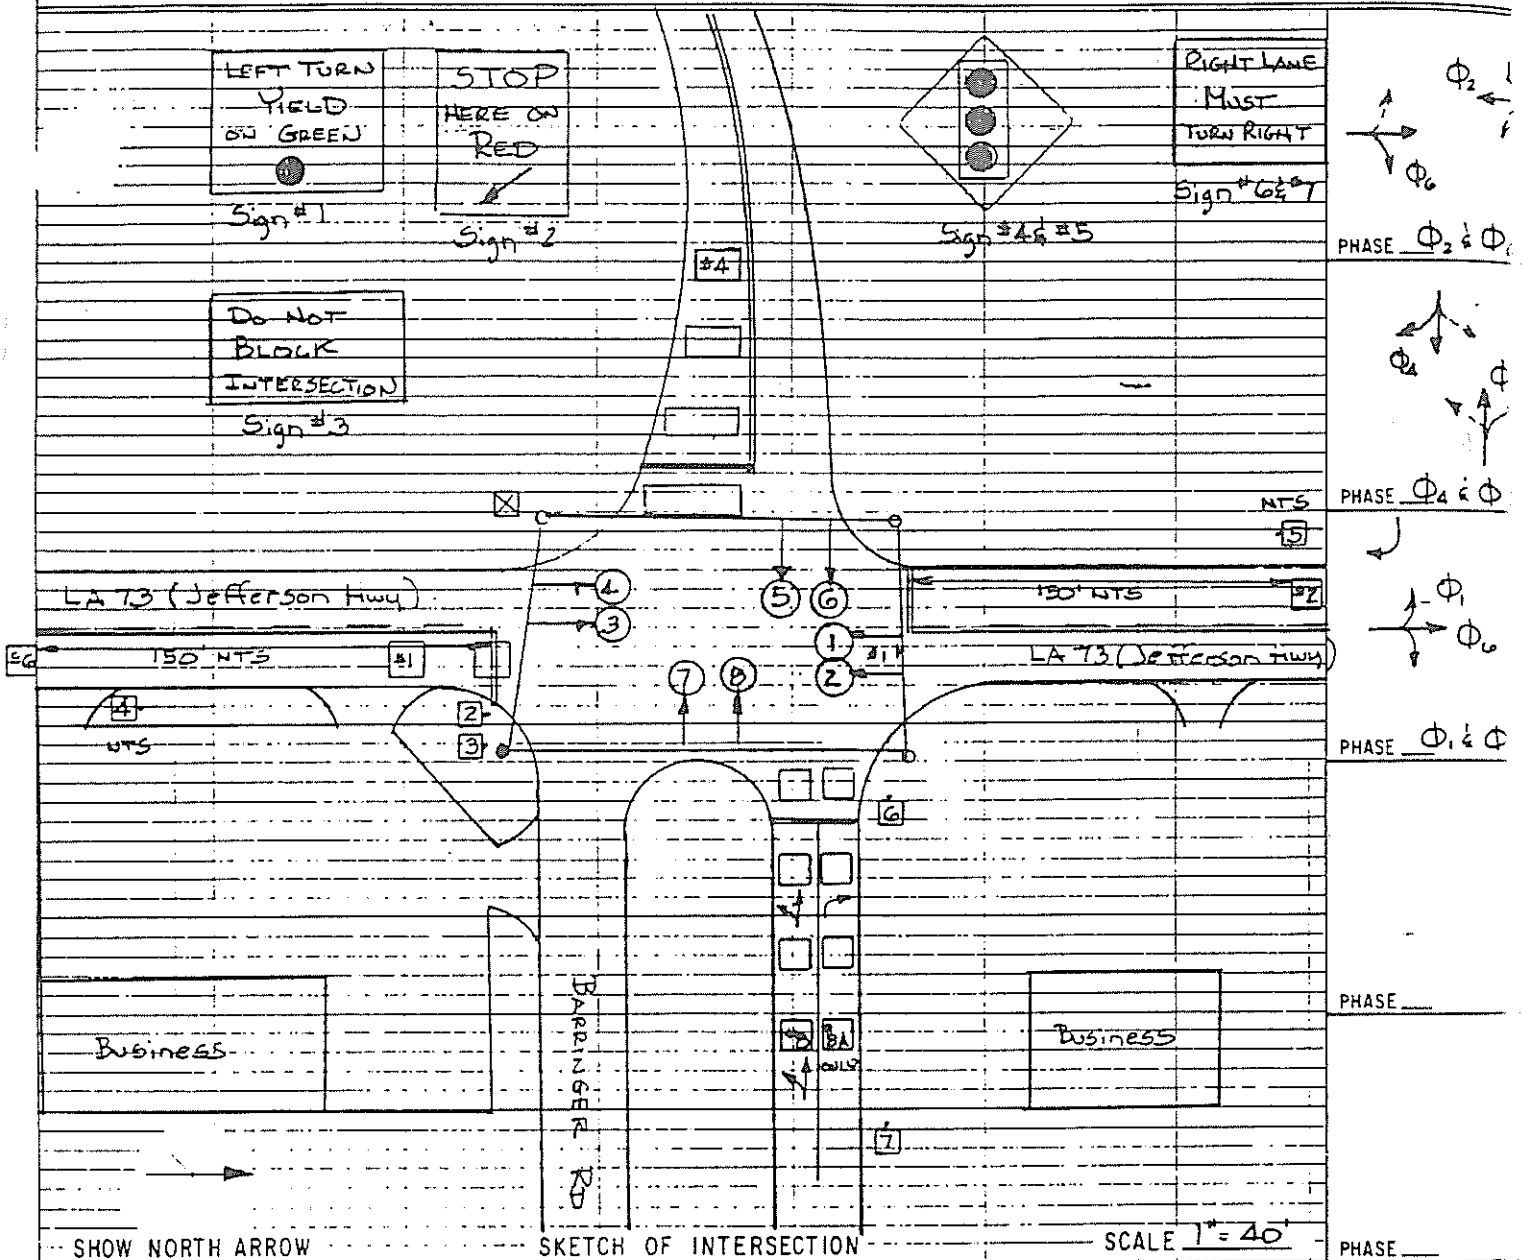 LEFT TURN
YIELD
ON GREEN
Sign #1
STOP
HERE ON
RED
Sign #2
Sign #4 & #5
RIGHT LANE
MUST
TURN RIGHT
Sign #6 & #7
Φ2
Φ6
PHASE Φ2 & Φ
DO NOT
BLOCK
INTERSECTION
Sign #3
#4
Φ4
Φ
PHASE Φ4 & Φ
NTS
5
LA 73 (Jefferson Hwy)
4
3
5
6
1
2
#1
150' NTS
#2
LA 73 (Jefferson Hwy)
#6
150' NTS
#1
7
8
4
NTS
2
3
Φ1
Φ6
PHASE Φ1 & Φ
6
BARRINGER RD
#8
8A
ONLY
7
Business
Business
PHASE
SHOW NORTH ARROW
SKETCH OF INTERSECTION
SCALE 1" = 40'
PHASE